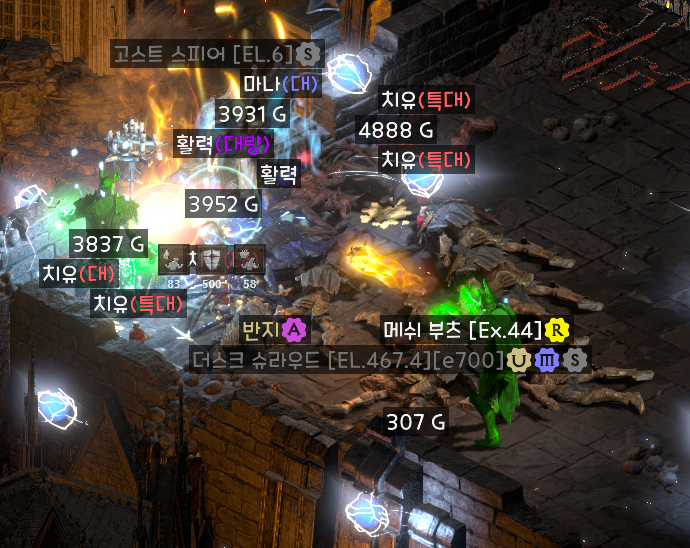 고스트 스피어 [EL.6] S
마나(대)
치유(특대)
3931 G
4888 G
활력(대량)
치유(특대)
활력
3952 G
3837 G
치유(대)
83 500 58
치유(특대)
반지 A
메쉬 부츠 [Ex.44] R
더스크 슈라우드 [EL.467.4][e700] U m S
307 G